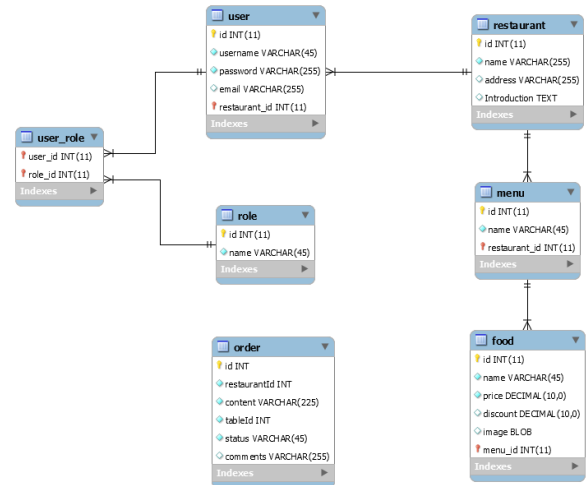 user
id INT(11)
username VARCHAR(45)
password VARCHAR(255)
email VARCHAR(255)
restaurant_id INT(11)
Indexes
restaurant
id INT(11)
name VARCHAR(255)
address VARCHAR(255)
Introduction TEXT
Indexes
user_role
user_id INT(11)
role_id INT(11)
Indexes
role
id INT(11)
name VARCHAR(45)
Indexes
menu
id INT(11)
name VARCHAR(45)
restaurant_id INT(11)
Indexes
order
id INT
restaurantId INT
content VARCHAR(225)
tableId INT
status VARCHAR(45)
comments VARCHAR(255)
Indexes
food
id INT(11)
name VARCHAR(45)
price DECIMAL(10,0)
discount DECIMAL(10,0)
image BLOB
menu_id INT(11)
Indexes